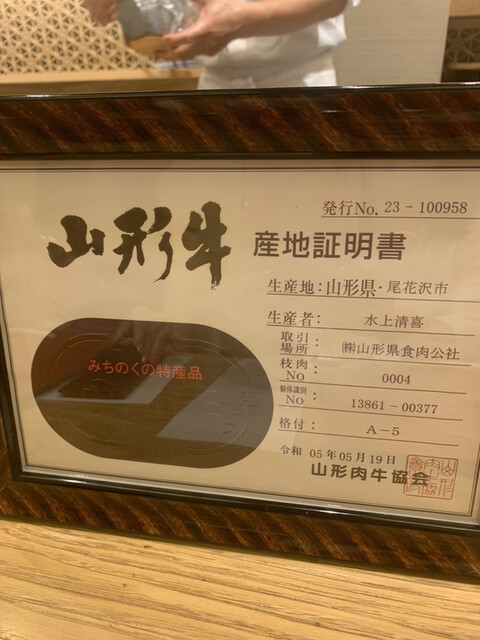 発行No. 23-100958
山形牛
産地証明書
生産地: 山形県・尾花沢市
生産者: 水上清喜
取引場所 ㈱山形県食肉公社
みちのくの特産品
枝肉No 0004
個体識別No 13861-00377
格付: A-5
令和 05年05月19日
山形肉牛協会